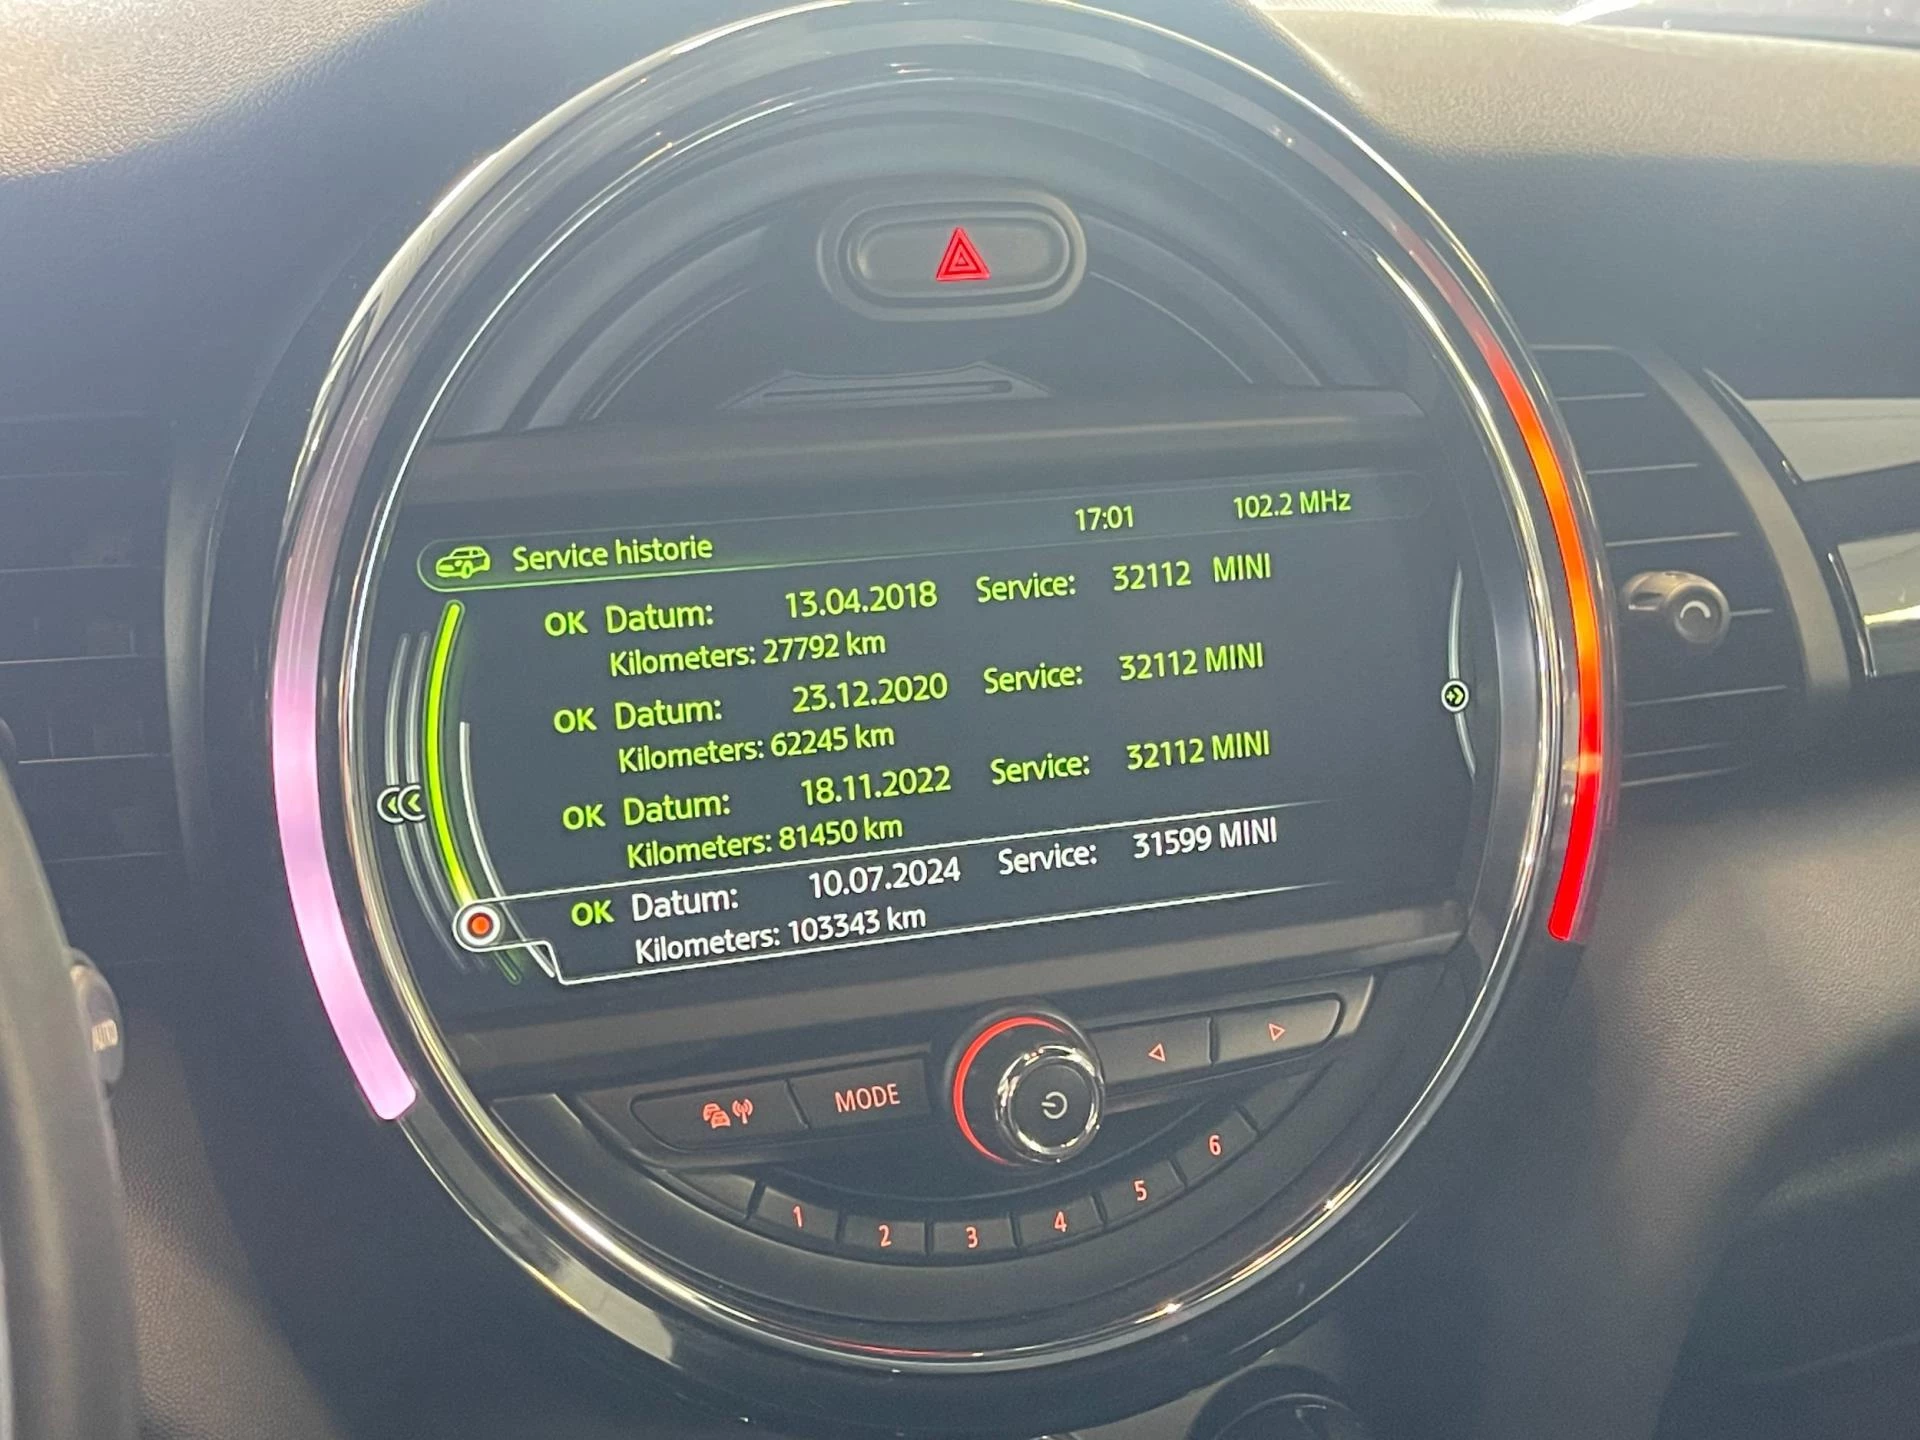 Service historie 17:01 102.2 MHz
OK Datum: 13.04.2018 Service: 32112 MINI
Kilometers: 27792 km
OK Datum: 23.12.2020 Service: 32112 MINI
Kilometers: 62245 km
OK Datum: 18.11.2022 Service: 32112 MINI
Kilometers: 81450 km
OK Datum: 10.07.2024 Service: 31599 MINI
Kilometers: 103343 km
MODE
1 2 3 4 5 6